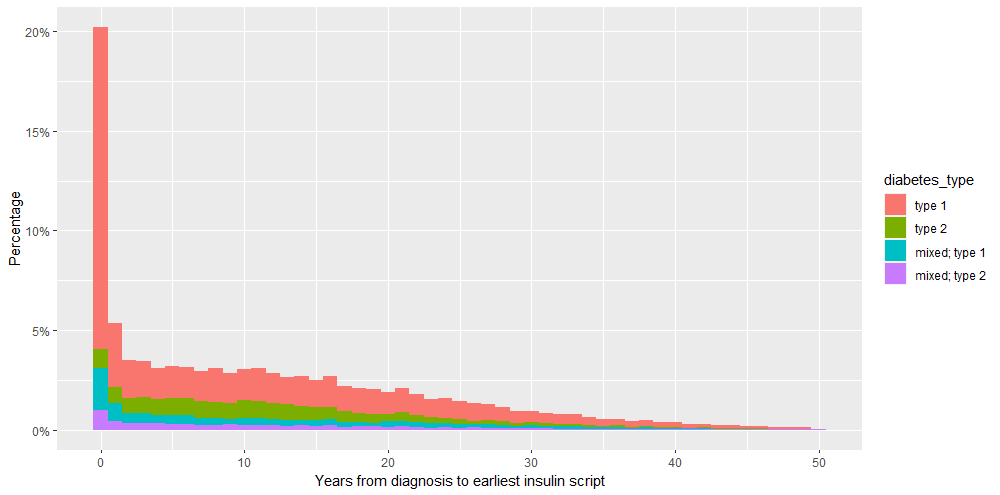 20%
15%
10%
5%
0%
Percentage
0
10
20
30
40
50
Years from diagnosis to earliest insulin script
diabetes_type
type 1
type 2
mixed; type 1
mixed; type 2